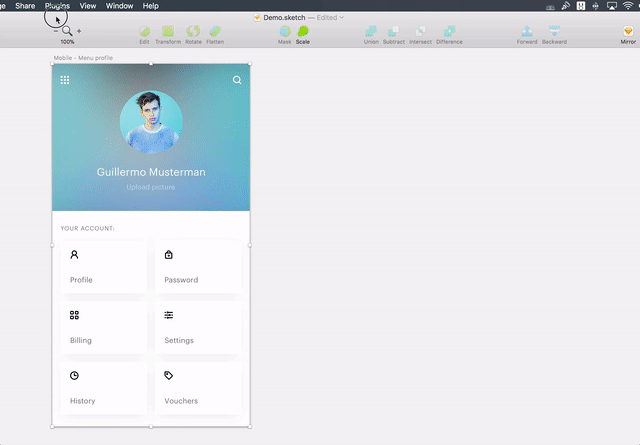 Share Plugins View Window Help
Demo.sketch — Edited
100%
Edit Transform Rotate Flatten Mask Scale Union Subtract Intersect Difference Forward Backward Mirror
Mobile - Menu profile
Guillermo Musterman
Upload picture
YOUR ACCOUNT:
Profile Password
Billing Settings
History Vouchers